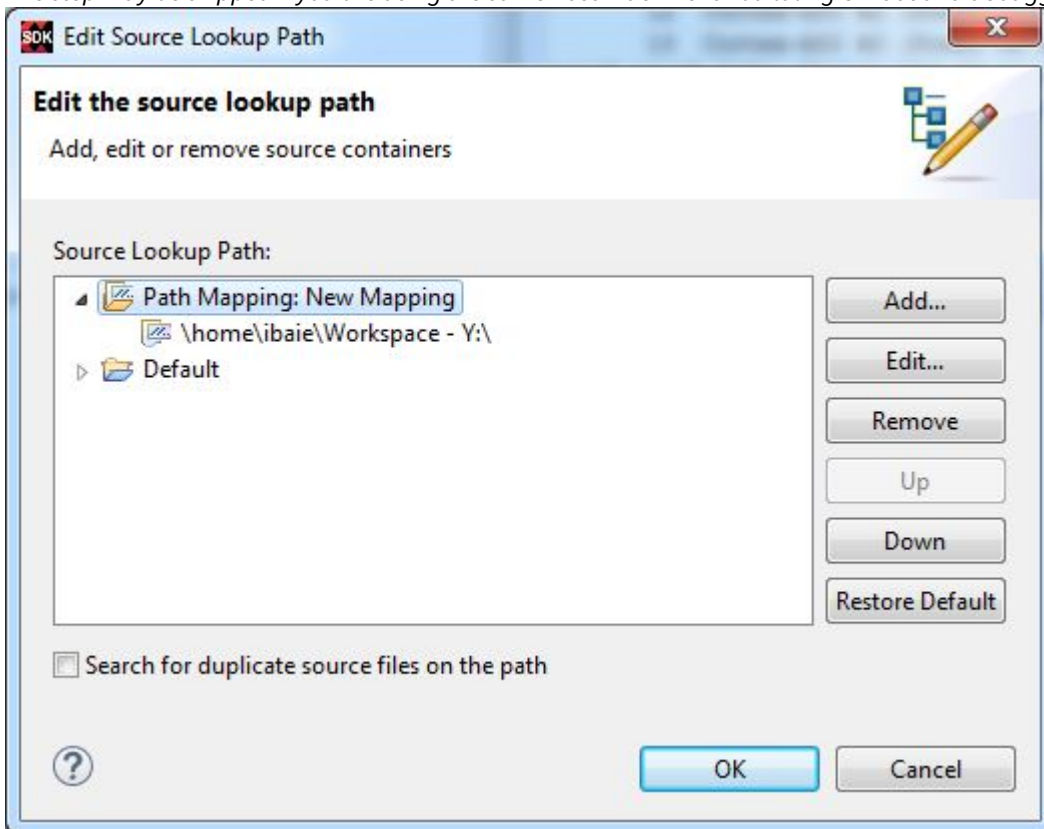 SDK Edit Source Lookup Path
X
Edit the source lookup path
Add, edit or remove source containers
Source Lookup Path:
Path Mapping: New Mapping
\home\ibaie\Workspace - Y:\
Default
Add...
Edit...
Remove
Up
Down
Restore Default
Search for duplicate source files on the path
?
OK
Cancel